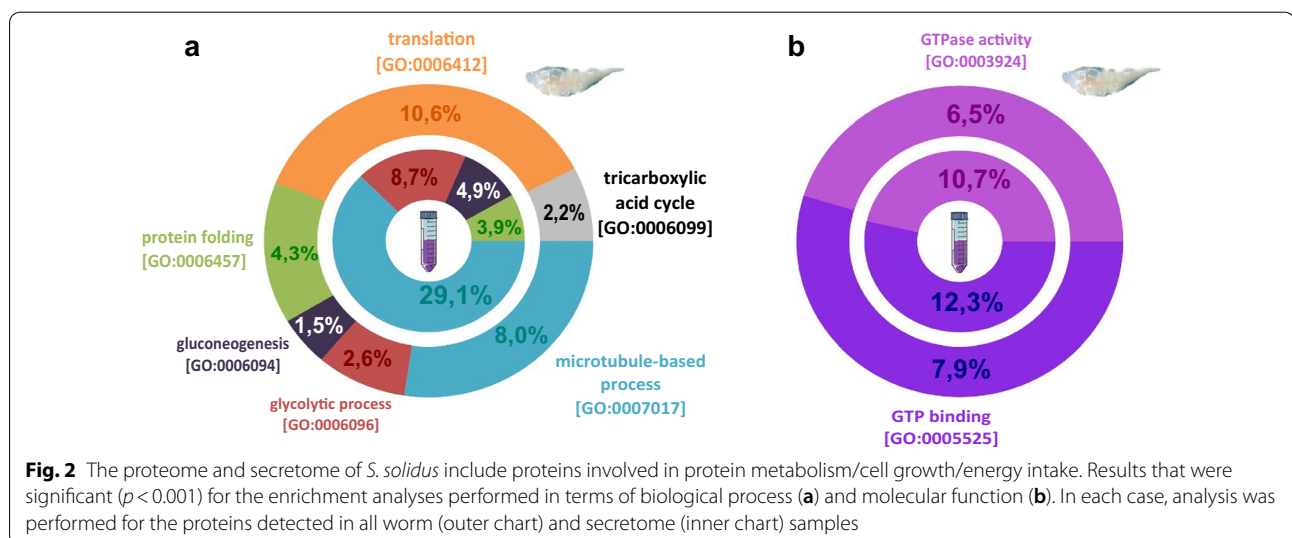 a
translation
[GO:0006412]
10,6%
8,7%
4,9%
3,9%
29,1%
tricarboxylic
acid cycle
[GO:0006099]
2,2%
protein folding
[GO:0006457]
4,3%
gluconeogenesis
[GO:0006094]
1,5%
glycolytic process
[GO:0006096]
2,6%
8,0%
microtubule-based
process
[GO:0007017]
b
GTPase activity
[GO:0003924]
6,5%
10,7%
12,3%
7,9%
GTP binding
[GO:0005525]
Fig. 2 The proteome and secretome of S. solidus include proteins involved in protein metabolism/cell growth/energy intake. Results that were
significant (p < 0.001) for the enrichment analyses performed in terms of biological process (a) and molecular function (b). In each case, analysis was
performed for the proteins detected in all worm (outer chart) and secretome (inner chart) samples